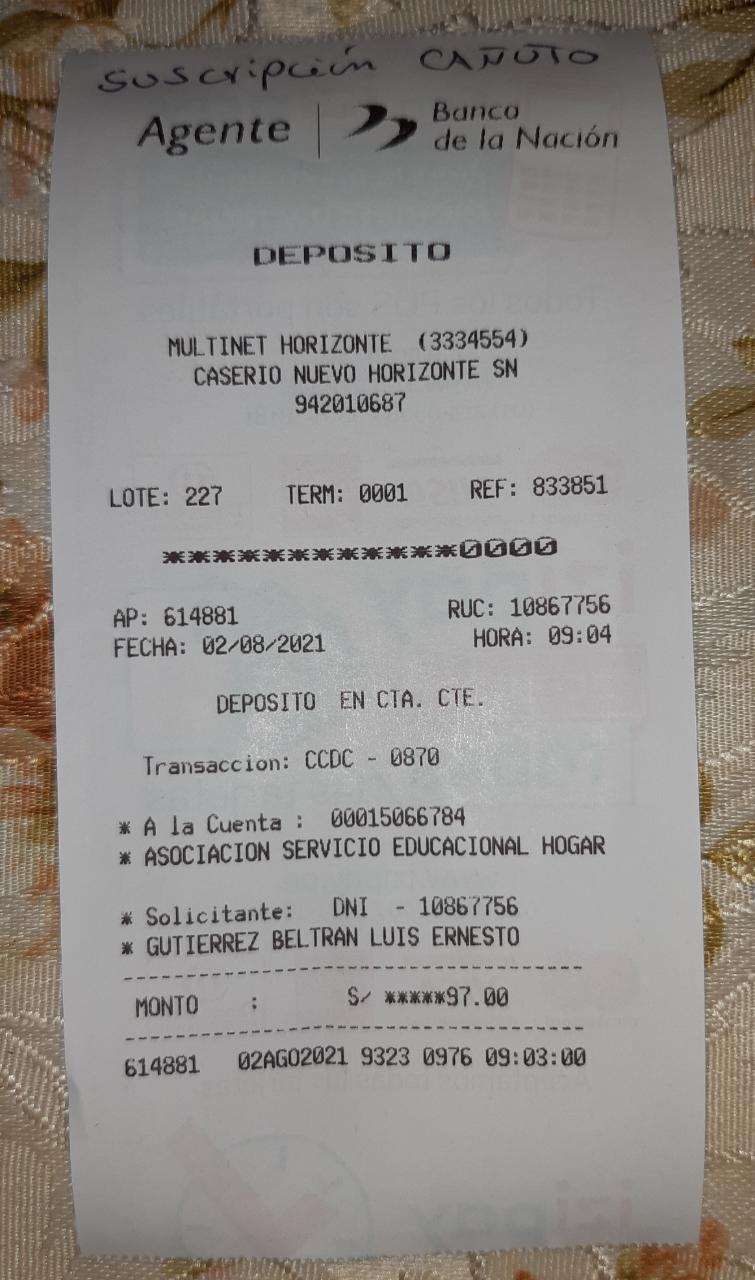 Suscripción CAÑUTO
Agente | Banco de la Nación
DEPOSITO
MULTINET HORIZONTE (3334554)
CASERIO NUEVO HORIZONTE SN
942010687
LOTE: 227 TERM: 0001 REF: 833851
************0000
AP: 614881 RUC: 10867756
FECHA: 02/08/2021 HORA: 09:04
DEPOSITO EN CTA. CTE.
Transaccion: CCDC - 0870
* A la Cuenta : 00015066784
* ASOCIACION SERVICIO EDUCACIONAL HOGAR
* Solicitante: DNI - 10867756
* GUTIERREZ BELTRAN LUIS ERNESTO
MONTO : S/ *****97.00
614881 02AGO2021 9323 0976 09:03:00